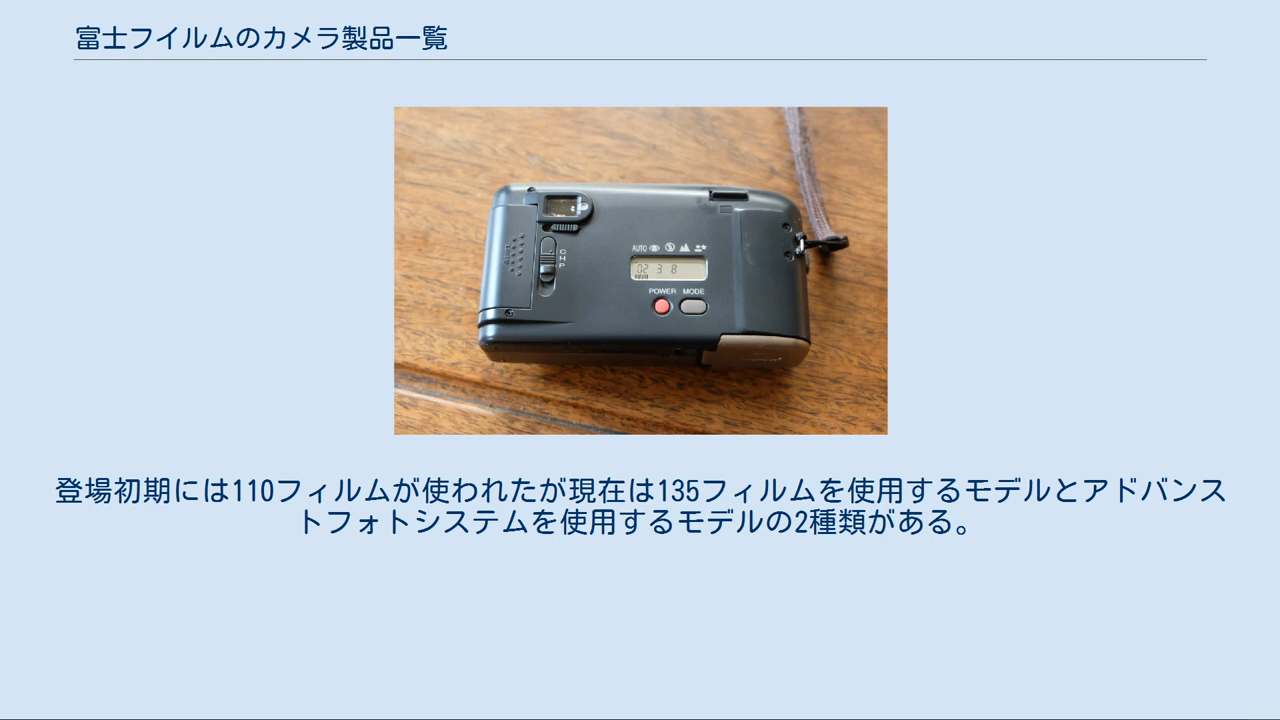 富士フイルムのカメラ製品一覧
AUTO
C
H
P
02 3 8
POWER MODE
登場初期には110フィルムが使われたが現在は135フィルムを使用するモデルとアドバンス
トフォトシステムを使用するモデルの2種類がある。